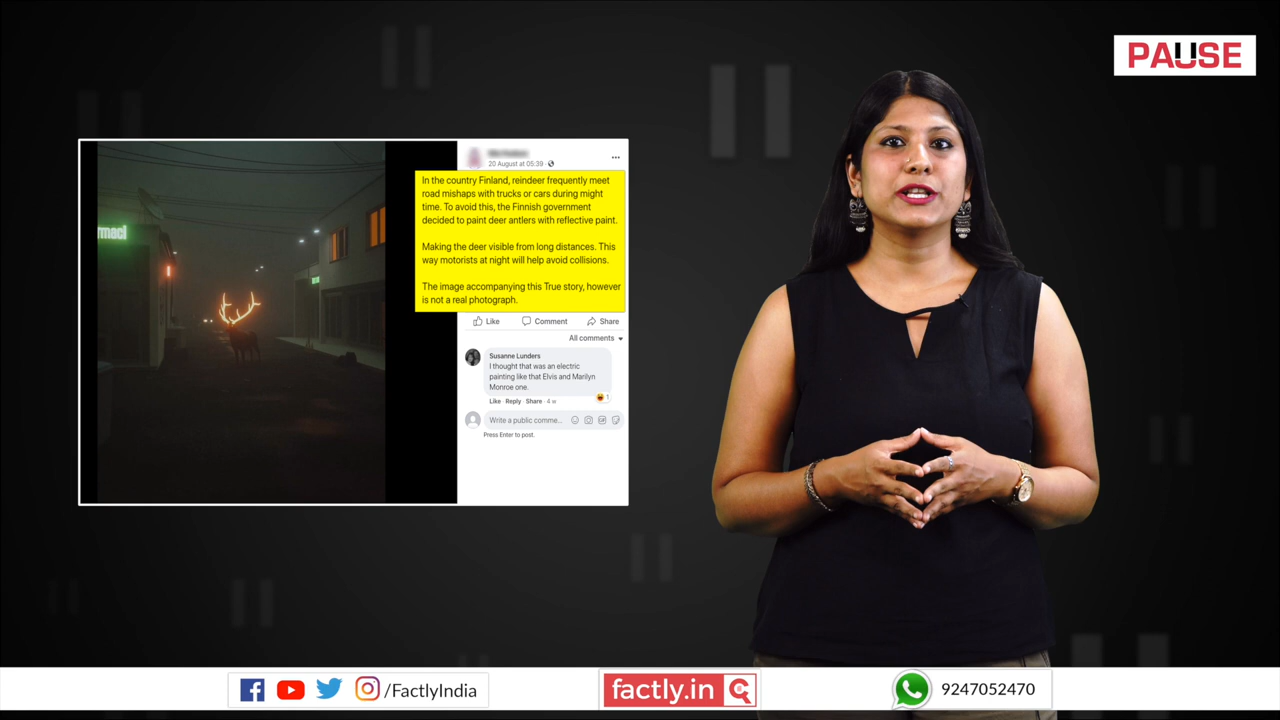 PAUSE
rmaci
20 August at 05:39
In the country Finland, reindeer frequently meet
road mishaps with trucks or cars during might
time. To avoid this, the Finnish government
decided to paint deer antlers with reflective paint.
Making the deer visible from long distances. This
way motorists at night will help avoid collisions.
The image accompanying this True story, however
is not a real photograph.
Like Comment Share
All comments
Susanne Lunders
I thought that was an electric
painting like that Elvis and Marilyn
Monroe one.
Like · Reply · Share · 4 w
1
Write a public comme...
Press Enter to post.
/FactlyIndia
factly.in
9247052470